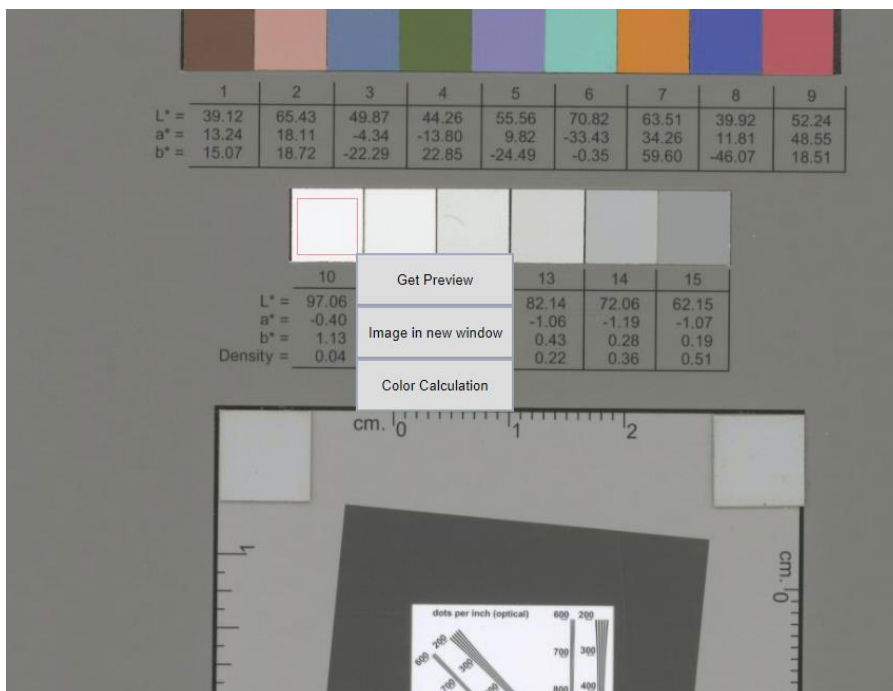 1 2 3 4 5 6 7 8 9
L* = 39.12 65.43 49.87 44.26 55.56 70.82 63.51 39.92 52.24
a* = 13.24 18.11 -4.34 -13.80 9.82 -33.43 34.26 11.81 48.55
b* = 15.07 18.72 -22.29 22.85 -24.49 -0.35 59.60 -46.07 18.51
10 Get Preview 13 14 15
L* = 97.06 82.14 72.06 62.15
a* = -0.40 Image in new window -1.06 -1.19 -1.07
b* = 1.13 0.43 0.28 0.19
Density = 0.04 0.22 0.36 0.51
Color Calculation
cm. 0 1 2
1
cm. 0
dots per inch (optical) 600 200
200
600 300 700 300
700 800 400